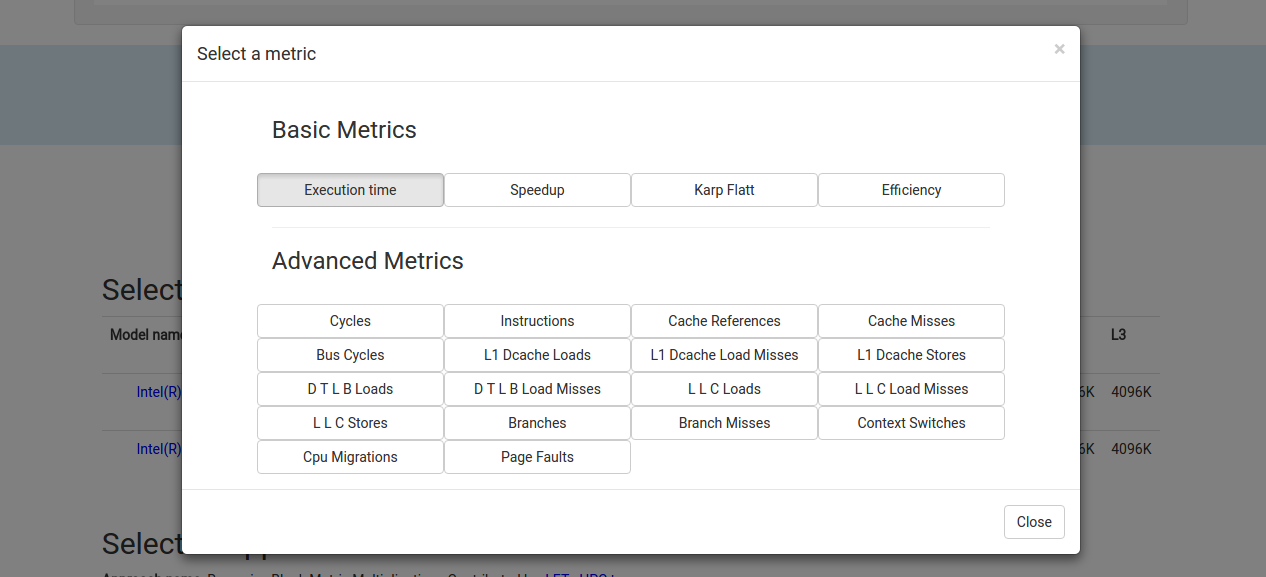 Select a metric
×
Basic Metrics
Execution time Speedup Karp Flatt Efficiency
Advanced Metrics
Cycles Instructions Cache References Cache Misses
Bus Cycles L1 Dcache Loads L1 Dcache Load Misses L1 Dcache Stores
D T L B Loads D T L B Load Misses L L C Loads L L C Load Misses
L L C Stores Branches Branch Misses Context Switches
Cpu Migrations Page Faults
Close
Select
Model name L3
Intel(R) 6K 4096K
Intel(R) 6K 4096K
Select